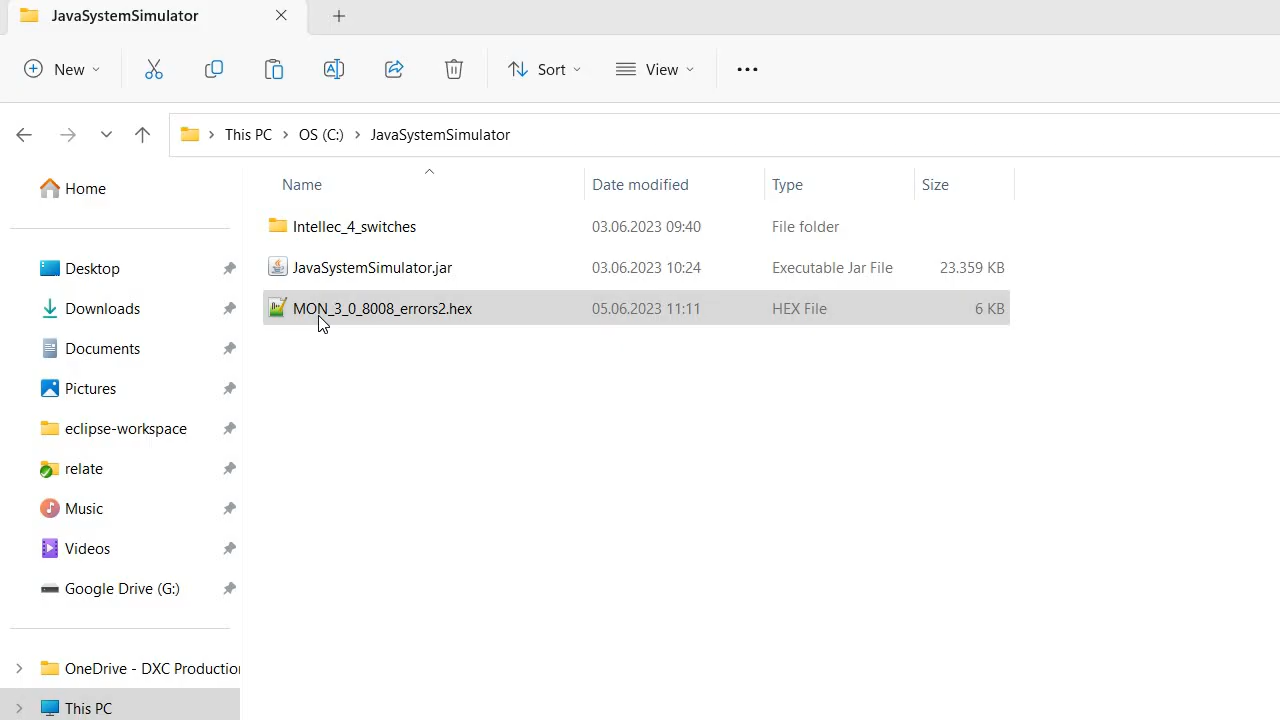 JavaSystemSimulator
New
Sort
View
This PC
OS (C:)
JavaSystemSimulator
Home
Desktop
Downloads
Documents
Pictures
eclipse-workspace
relate
Music
Videos
Google Drive (G:)
OneDrive - DXC Production
This PC
Name Date modified Type Size
Intellec_4_switches 03.06.2023 09:40 File folder
JavaSystemSimulator.jar 03.06.2023 10:24 Executable Jar File 23.359 KB
MON_3_0_8008_errors2.hex 05.06.2023 11:11 HEX File 6 KB